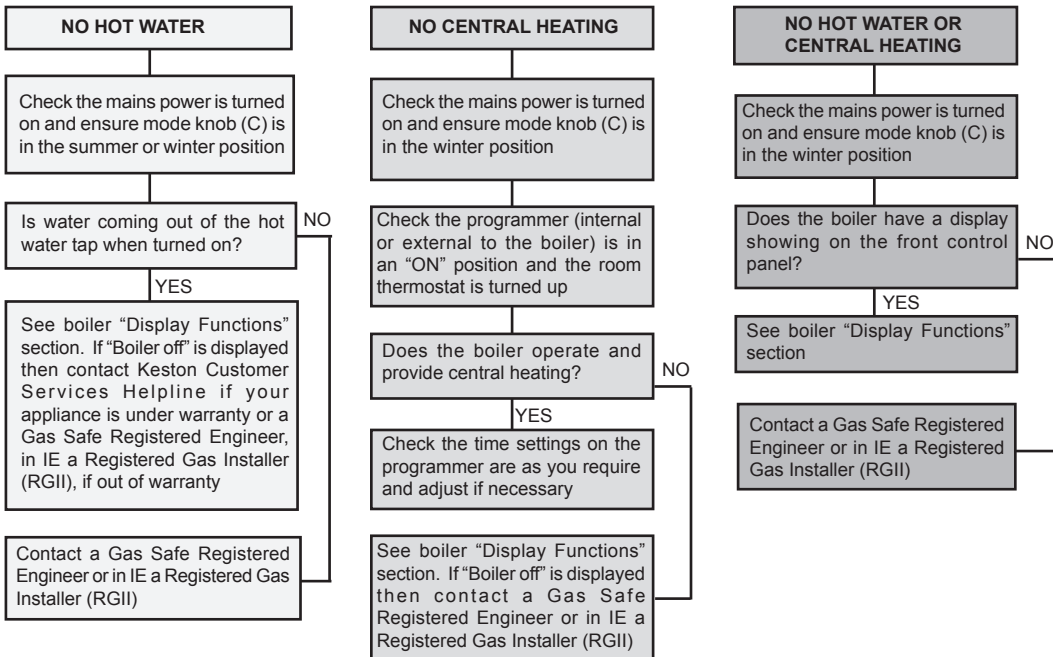 NO HOT WATER
Check the mains power is turned
on and ensure mode knob (C) is
in the summer or winter position
Is water coming out of the hot
water tap when turned on?
NO
YES
See boiler “Display Functions”
section. If “Boiler off” is displayed
then contact Keston Customer
Services Helpline if your
appliance is under warranty or a
Gas Safe Registered Engineer,
in IE a Registered Gas Installer
(RGII), if out of warranty
Contact a Gas Safe Registered
Engineer or in IE a Registered Gas
Installer (RGII)
NO CENTRAL HEATING
Check the mains power is turned
on and ensure mode knob (C) is
in the winter position
Check the programmer (internal
or external to the boiler) is in
an “ON” position and the room
thermostat is turned up
Does the boiler operate and
provide central heating?
NO
YES
Check the time settings on the
programmer are as you require
and adjust if necessary
See boiler “Display Functions”
section. If “Boiler off” is displayed
then contact a Gas Safe
Registered Engineer or in IE a
Registered Gas Installer (RGII)
NO HOT WATER OR
CENTRAL HEATING
Check the mains power is turned
on and ensure mode knob (C) is
in the winter position
Does the boiler have a display
showing on the front control
panel?
NO
YES
See boiler “Display Functions”
section
Contact a Gas Safe Registered
Engineer or in IE a Registered
Gas Installer (RGII)